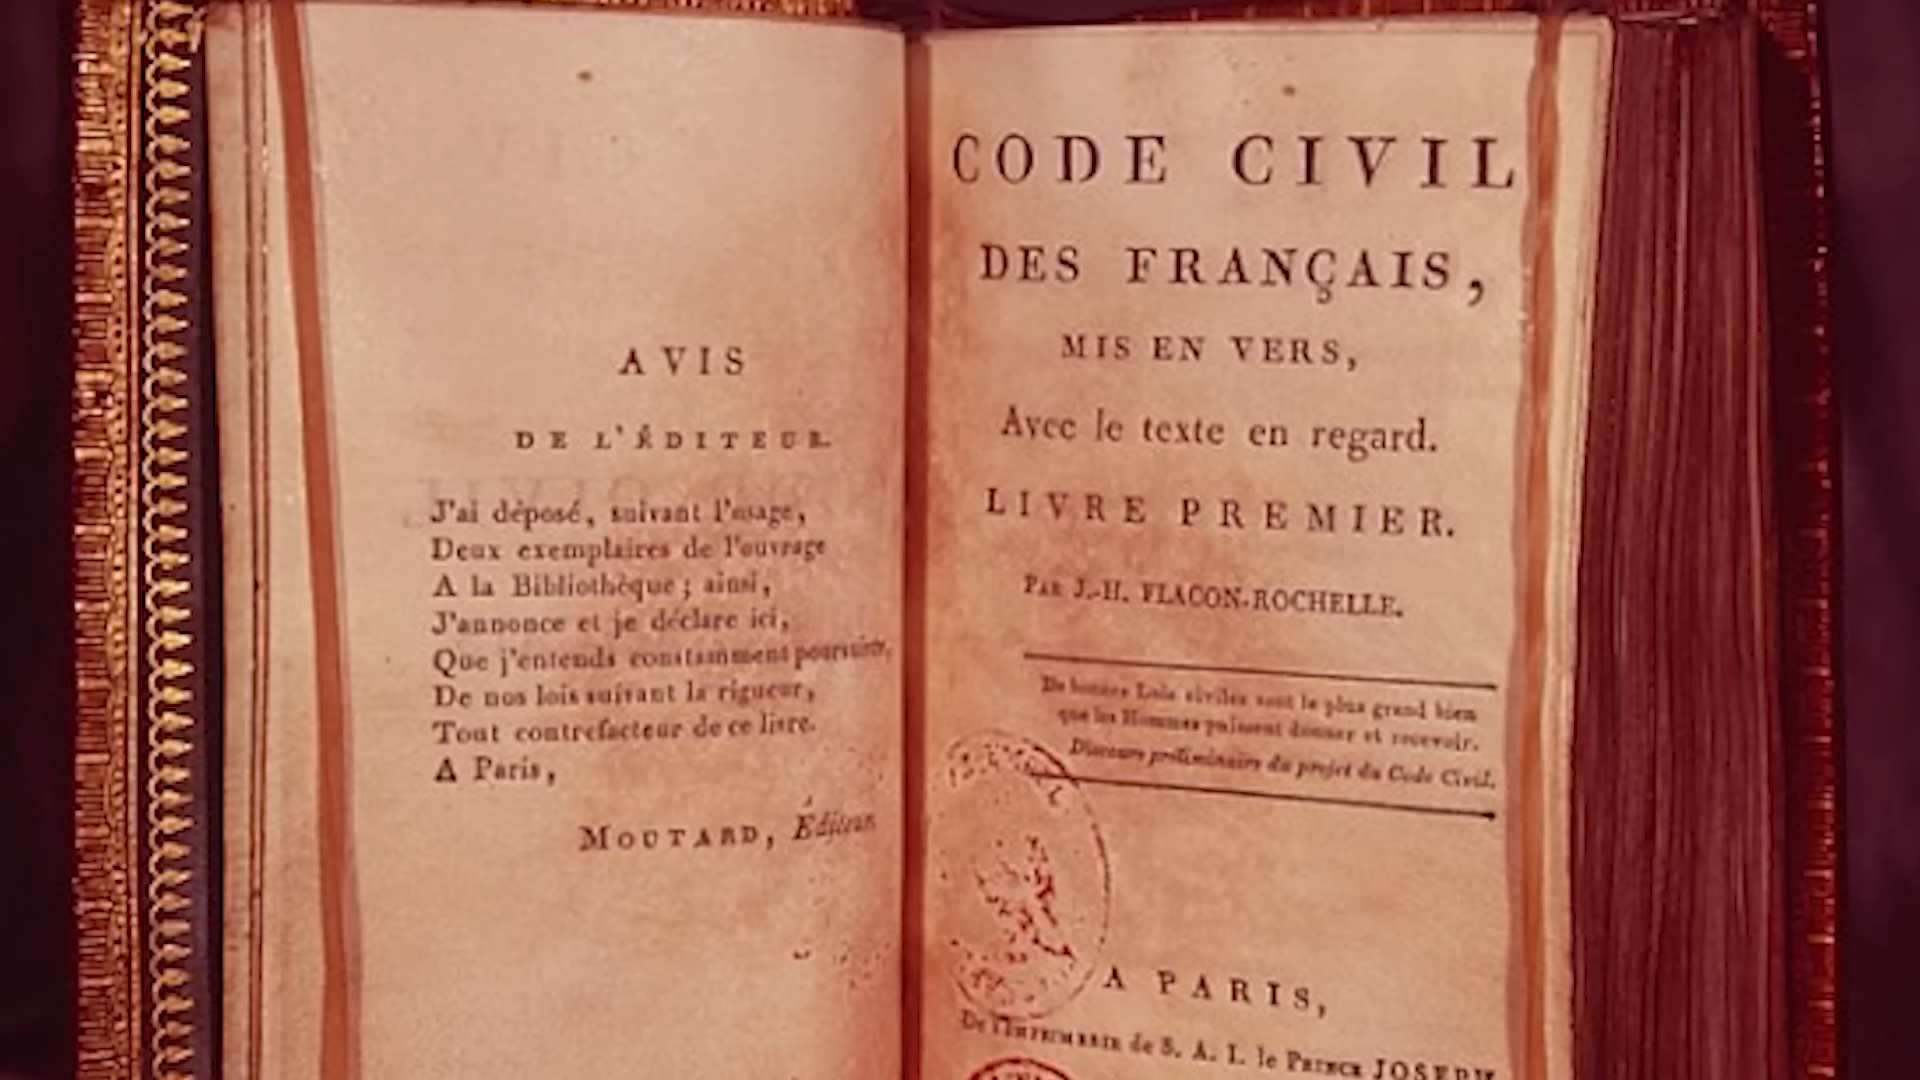 AVIS
DE L'ÉDITEUR.
J'ai déposé, suivant l'usage,
Deux exemplaires de l'ouvrage
A la Bibliothèque ; ainsi,
J'annonce et je déclare ici,
Que j'entends constamment poursuivre,
De nos lois suivant la rigueur,
Tout contrefacteur de ce livre.
A Paris,
MOUTARD, Éditeur.
CODE CIVIL
DES FRANÇAIS,
MIS EN VERS,
Avec le texte en regard.
LIVRE PREMIER.
PAR J.-H. FLACON-ROCHELLE.
De bonnes Lois civiles sont le plus grand bien
que les Hommes puissent donner et recevoir.
Discours préliminaire du projet du Code Civil.
A PARIS,
De l'IMPRIMERIE de S. A. I. le PRINCE JOSEPH